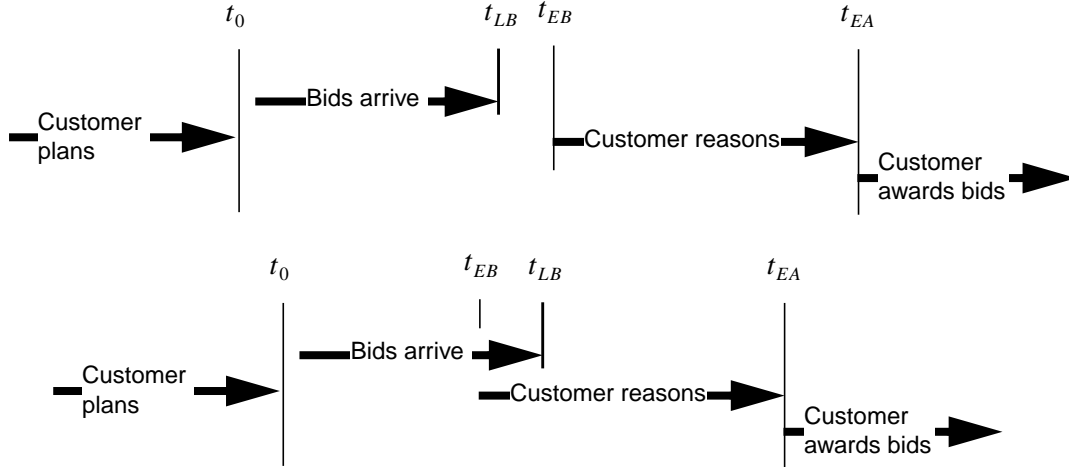 t0 tLB tEB tEA
Bids arrive
Customer
plans
Customer reasons
Customer
awards bids
t0 tEB tLB tEA
Bids arrive
Customer
plans
Customer reasons
Customer
awards bids